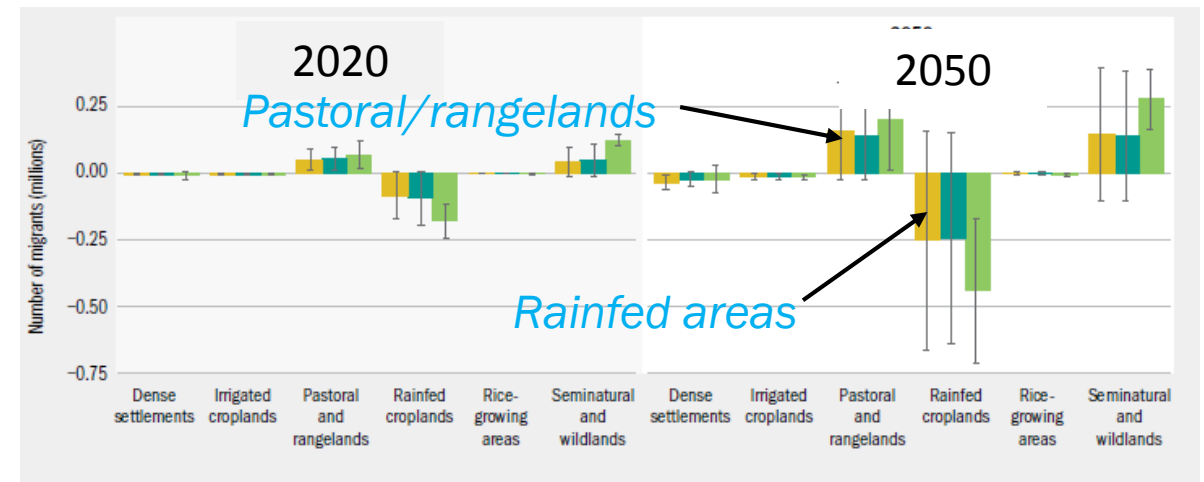 2020
2050
Pastoral/rangelands
0.25
0.00
−0.25
−0.50
−0.75
Number of migrants (millions)
Rainfed areas
Dense
settlements
Irrigated
croplands
Pastoral
and
rangelands
Rainfed
croplands
Rice-
growing
areas
Seminatural
and
wildlands
Dense
settlements
Irrigated
croplands
Pastoral
and
rangelands
Rainfed
croplands
Rice-
growing
areas
Seminatural
and
wildlands